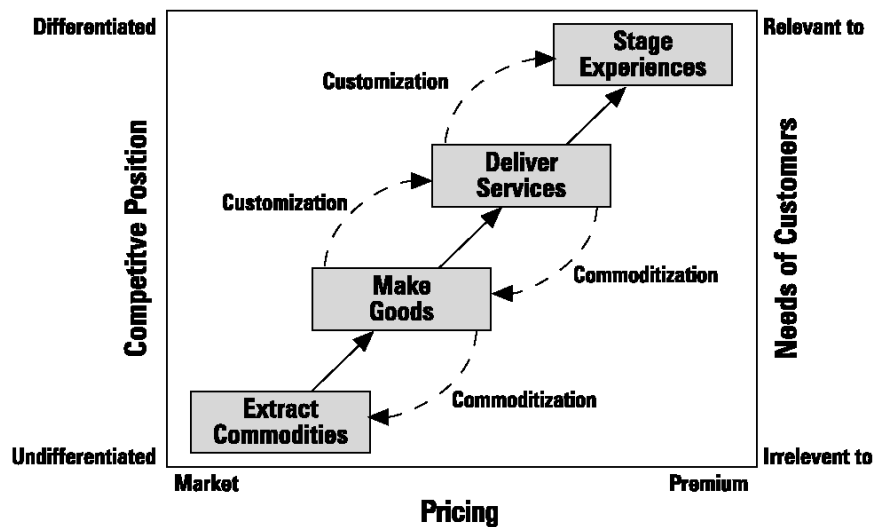 Differentiated
Stage
Experiences
Relevant to
Customization
Competitve Position
Needs of Customers
Deliver
Services
Customization
Commoditization
Make
Goods
Commoditization
Extract
Commodities
Undifferentiated
Irrelevent to
Market
Premium
Pricing